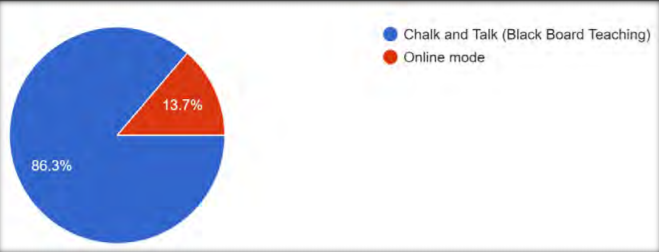 Chalk and Talk (Black Board Teaching)
Online mode
13.7%
86.3%